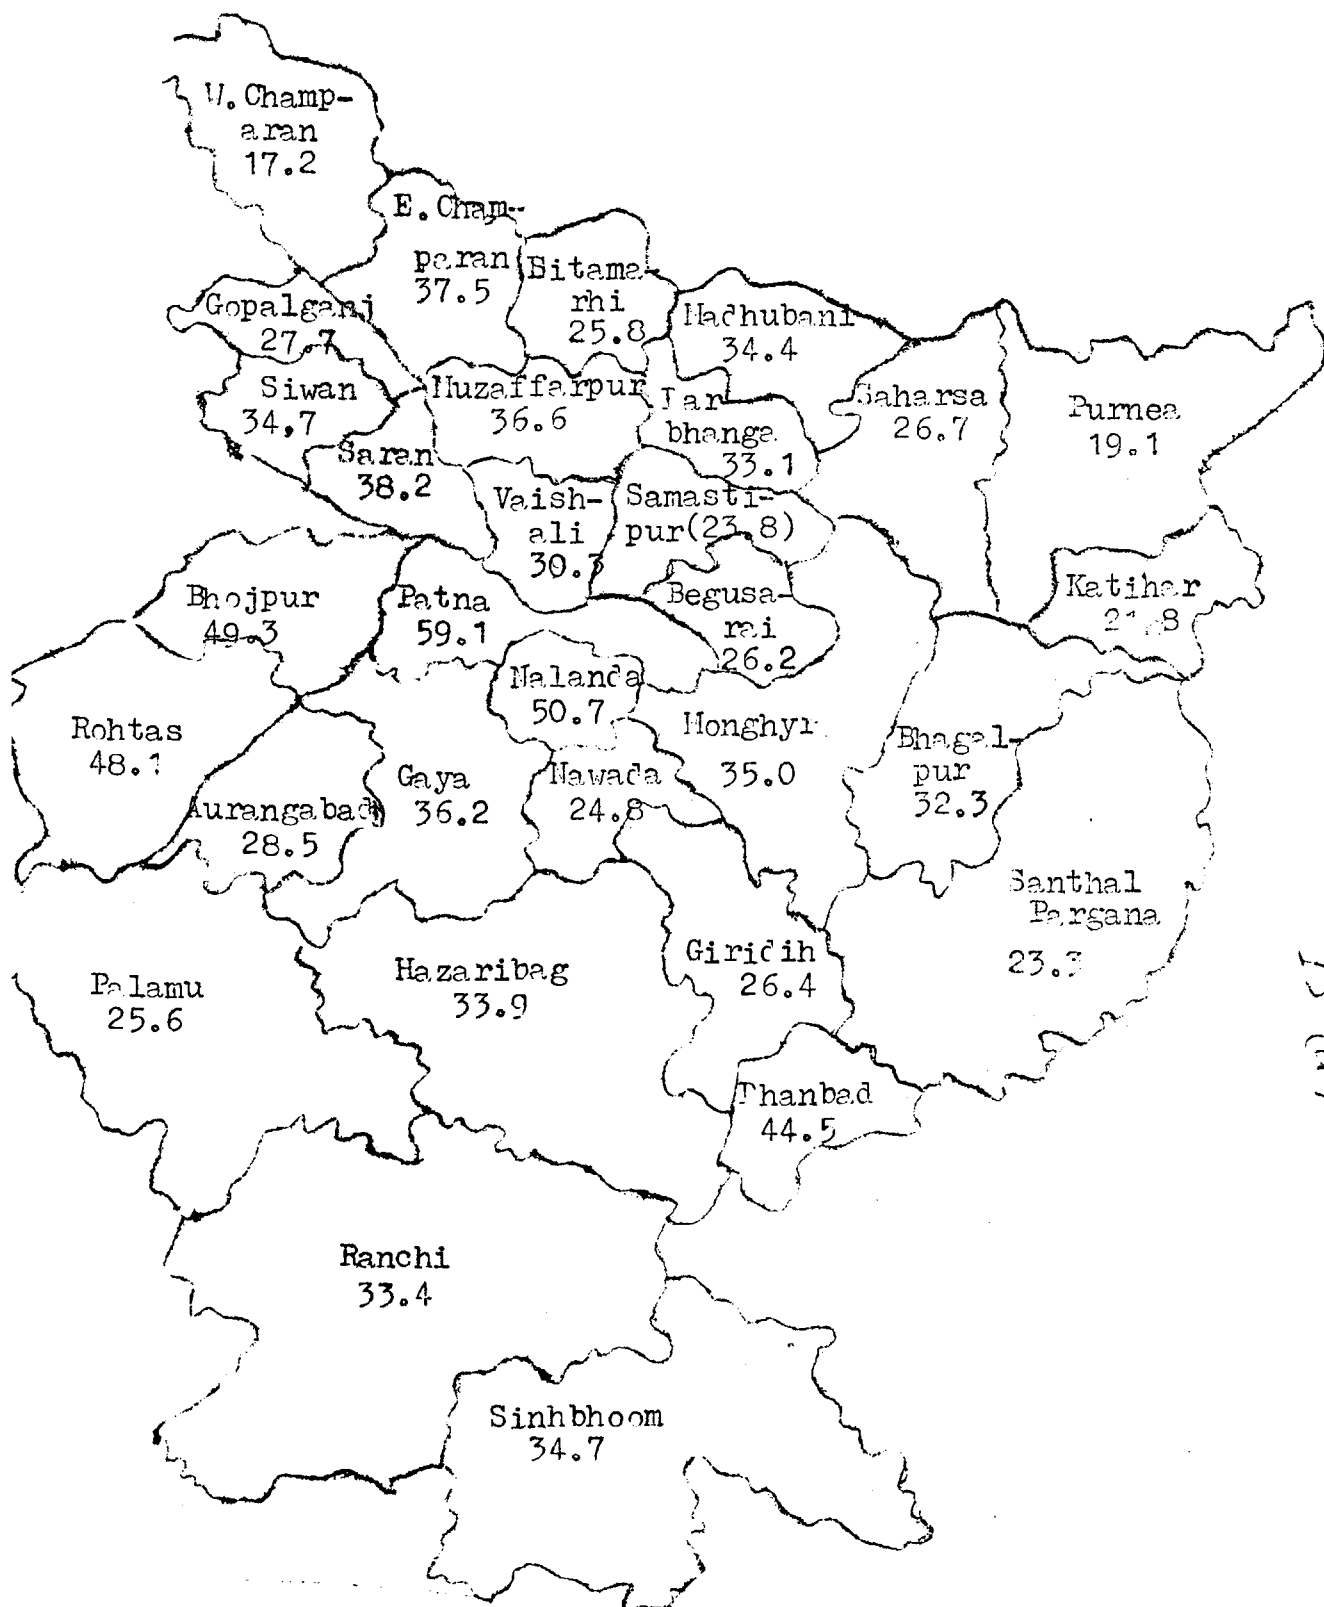 W.Champ-
aran
17.2
E.Cham-
paran
37.5
Sitama-
rhi
25.8
Gopalganj
27.7
Madhubani
34.4
Siwan
34,7
Muzaffarpur
36.6
Dar
bhanga
33.1
Saharsa
26.7
Purnea
19.1
Saran
38.2
Vaish-
ali
30.3
Samasti-
pur(23.8)
Bhojpur
49.3
Patna
59.1
Begusa-
rai
26.2
Katihar
Nalanda
50.7
Rohtas
48.1
Monghyr
35.0
Bhagal-
pur
32.3
Gaya
36.2
Nawada
24.8
Aurangabad
28.5
Santhal
Pargana
23.3
Giridih
26.4
Hazaribag
33.9
Palamu
25.6
Dhanbad
44.5
Ranchi
33.4
Sinhbhoom
34.7